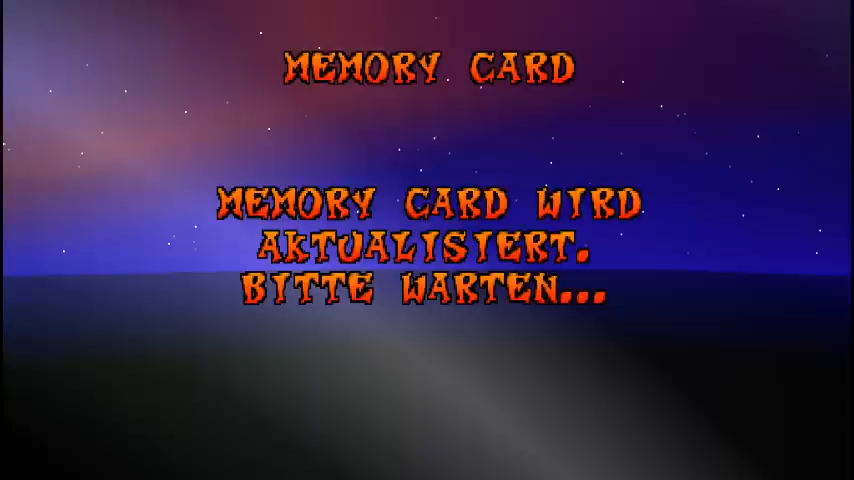 MEMORY CARD
MEMORY CARD WIRD
AKTUALISIERT.
BITTE WARTEN...